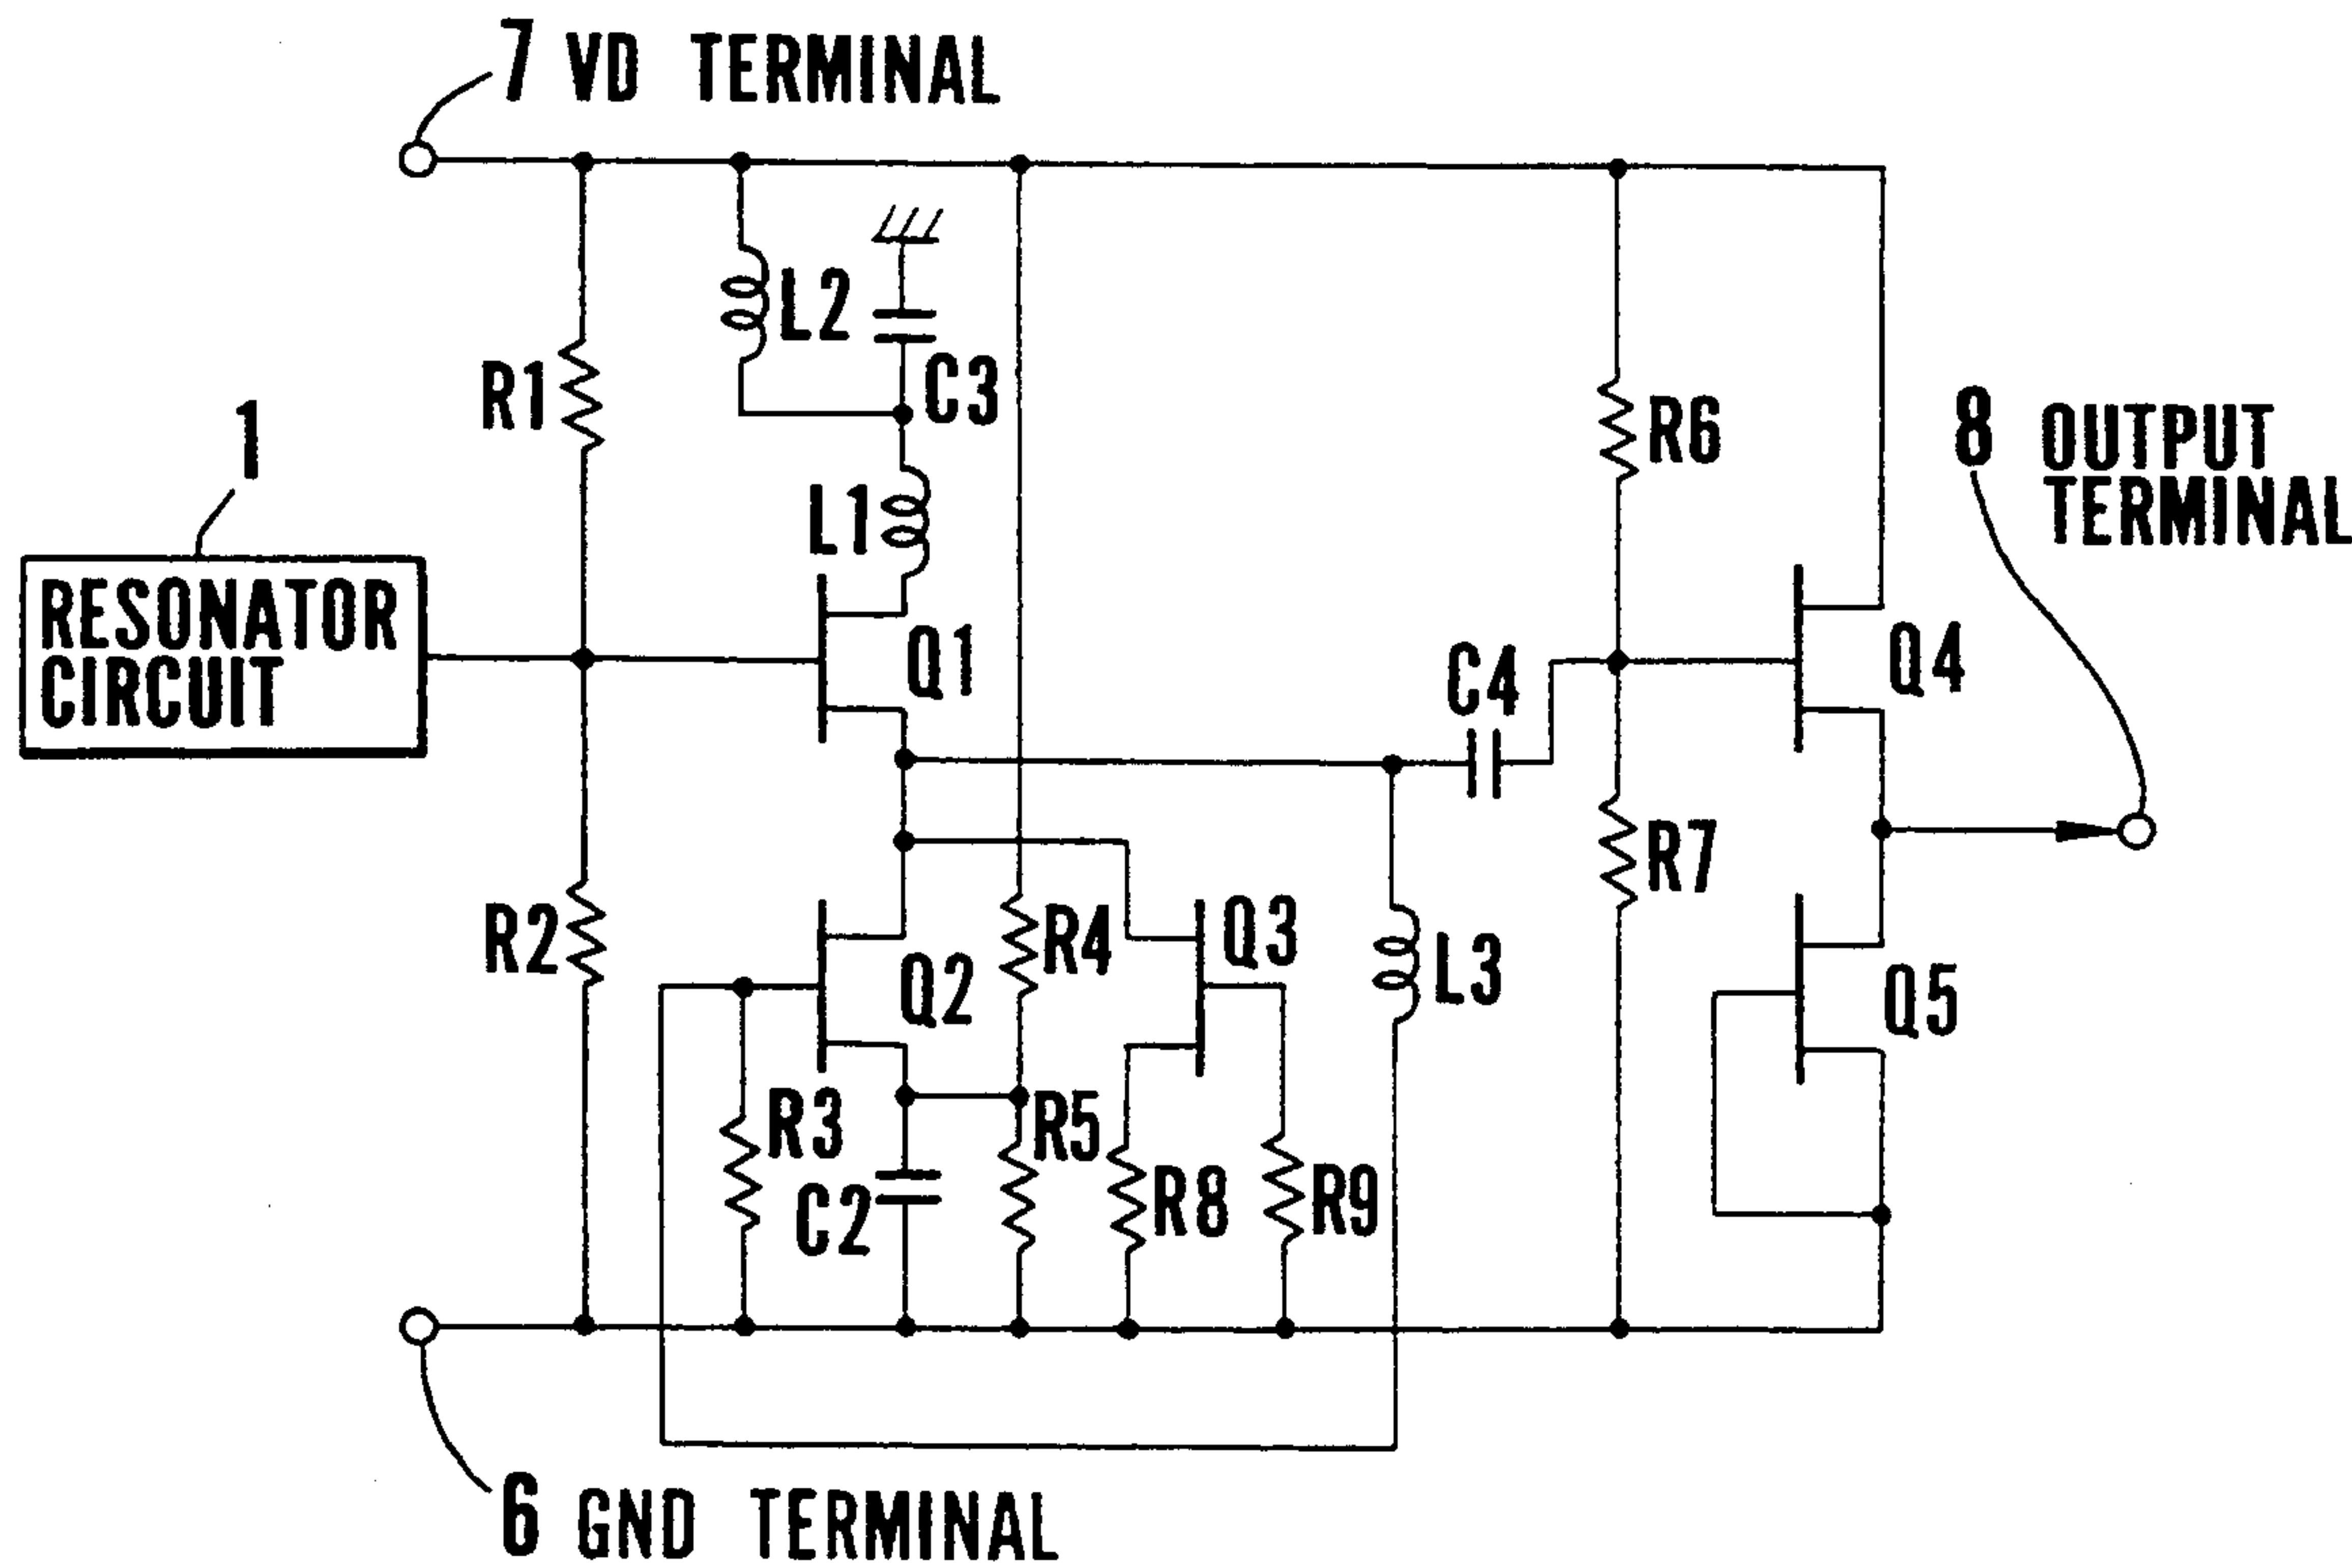 7 VD TERMINAL
L2
C3
R1
R6
1
8 OUTPUT
TERMINAL
L1
RESONATOR
CIRCUIT
Q1
C4
Q4
R7
R2
R4
Q3
Q2
L3
Q5
R3
R5
C2
R8
R9
6 GND TERMINAL